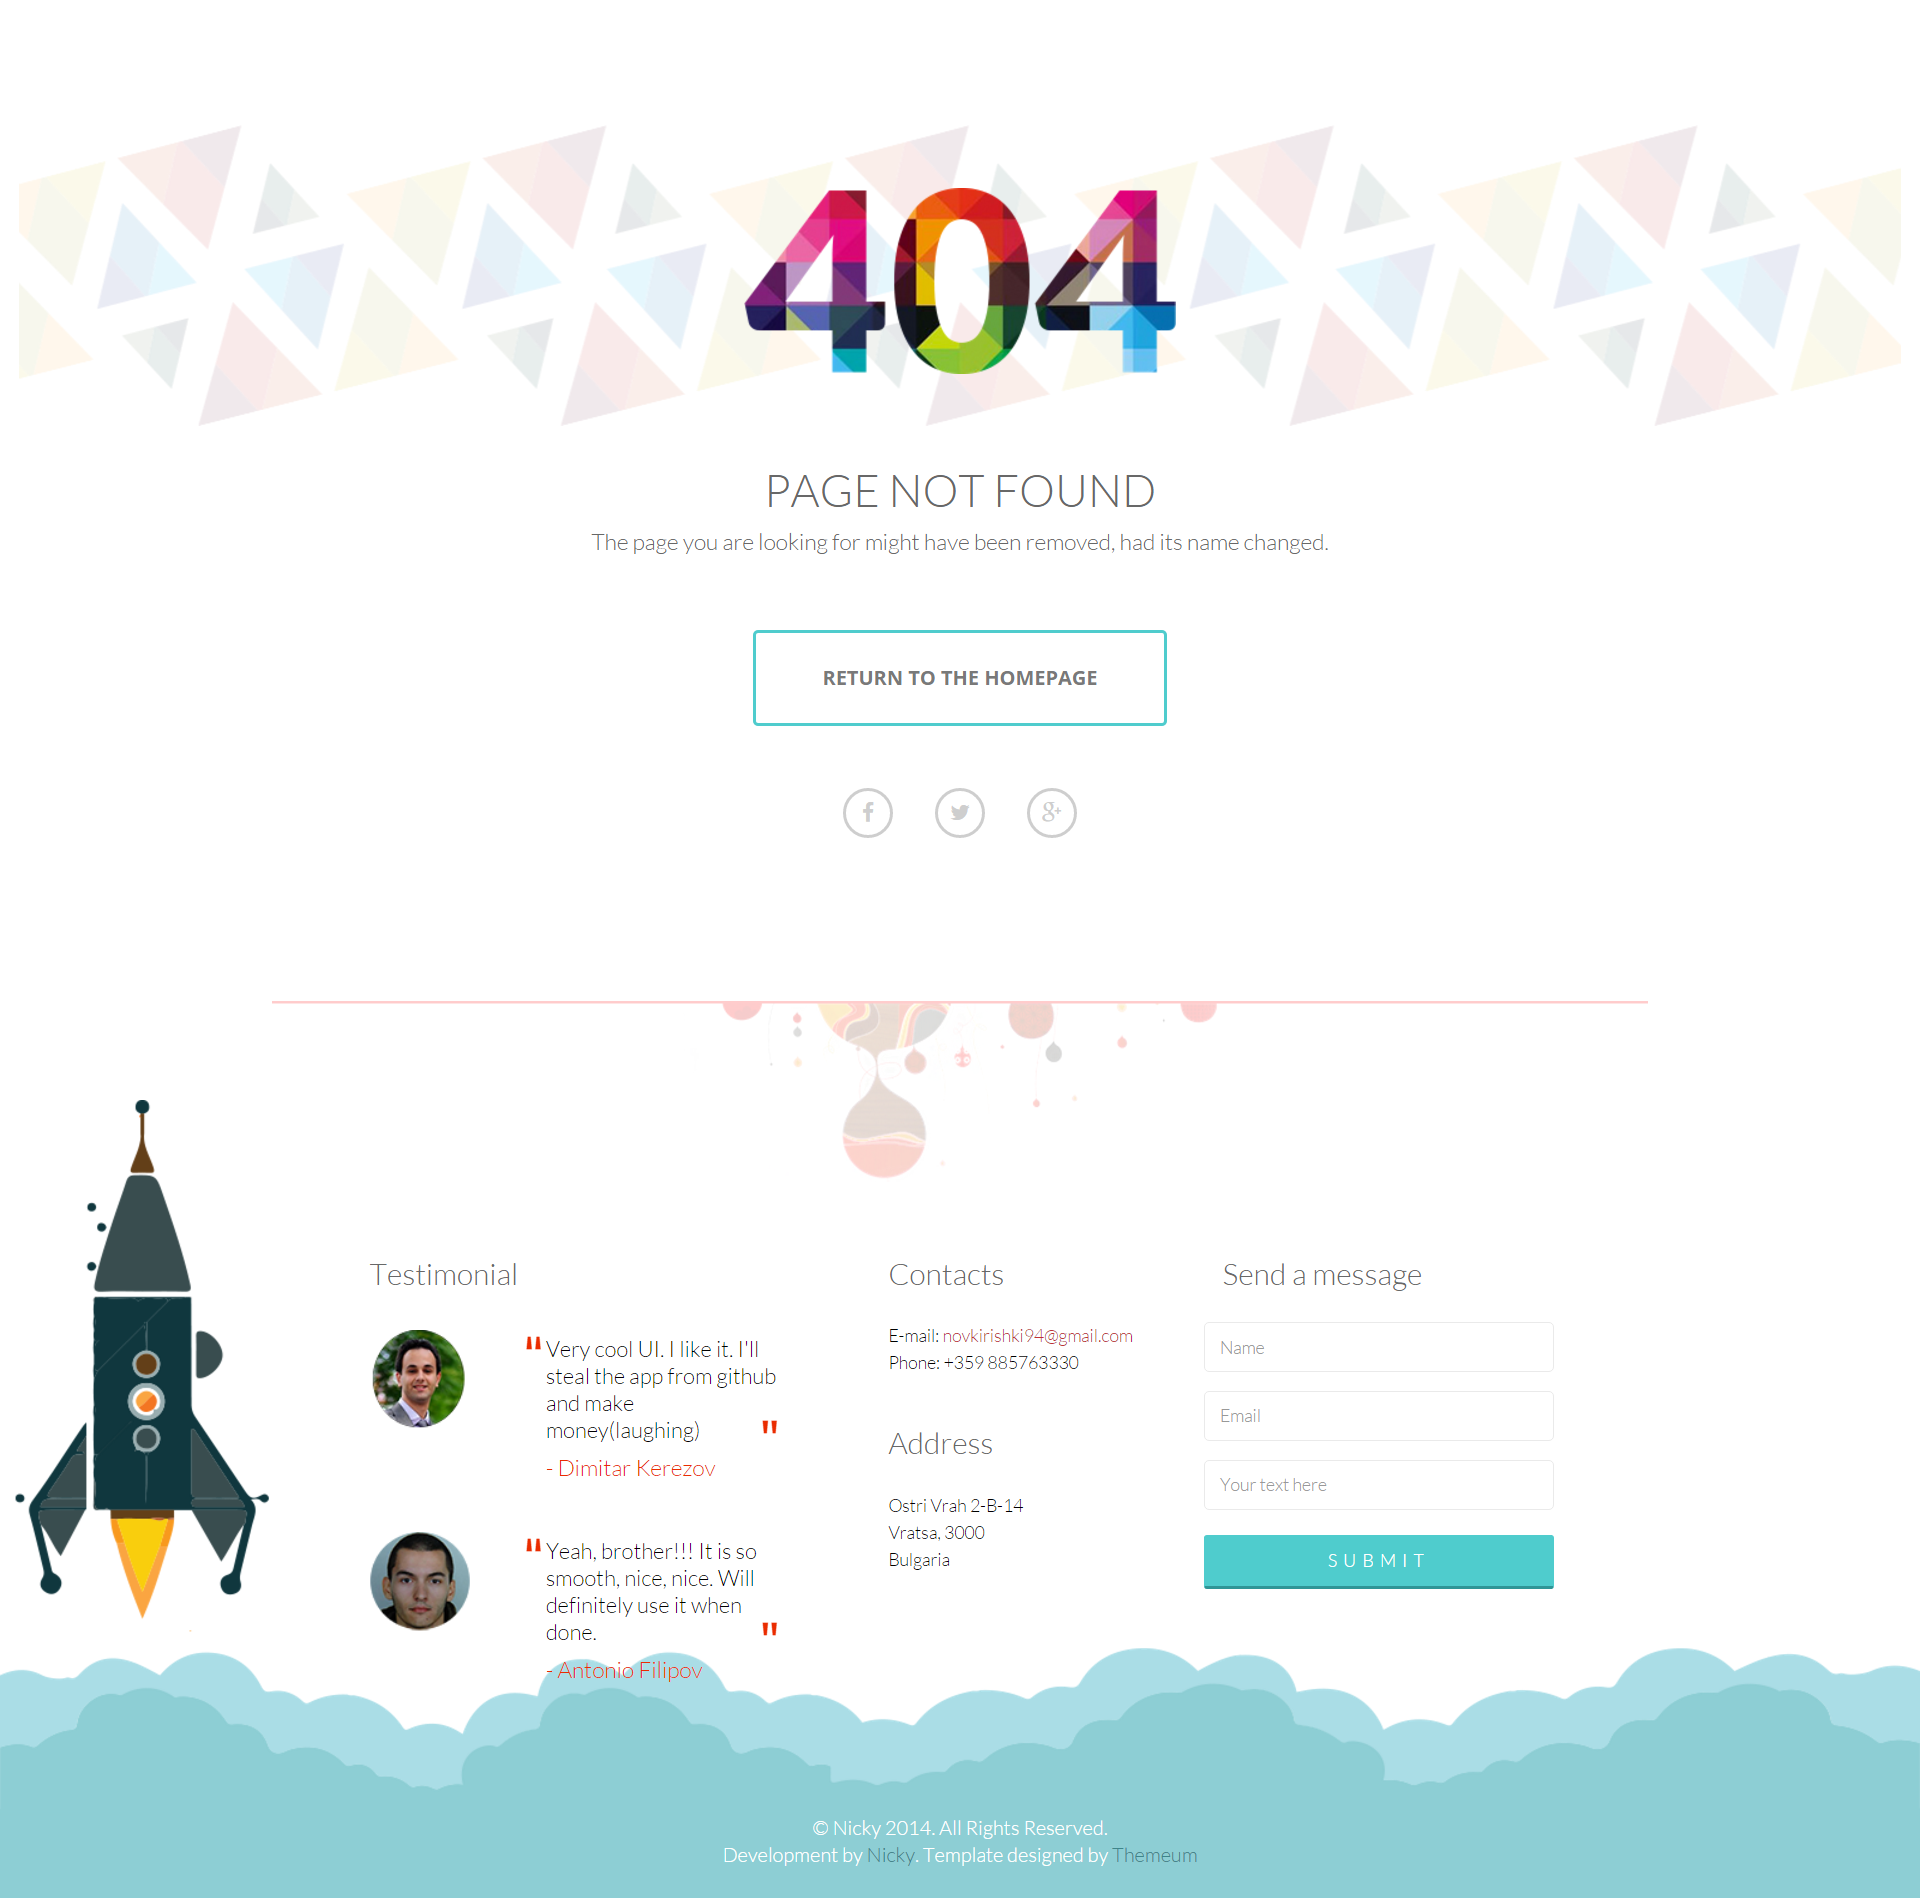 404
PAGE NOT FOUND
The page you are looking for might have been removed, had its name changed.
RETURN TO THE HOMEPAGE
Testimonial
" Very cool UI. I like it. I'll
steal the app from github
and make
money(laughing) "
- Dimitar Kerezov
" Yeah, brother!!! It is so
smooth, nice, nice. Will
definitely use it when
done. "
- Antonio Filipov
Contacts
E-mail: novkirishki94@gmail.com
Phone: +359 885763330
Address
Ostri Vrah 2-B-14
Vratsa, 3000
Bulgaria
Send a message
Name
Email
Your text here
SUBMIT
© Nicky 2014. All Rights Reserved.
Development by Nicky. Template designed by Themeum